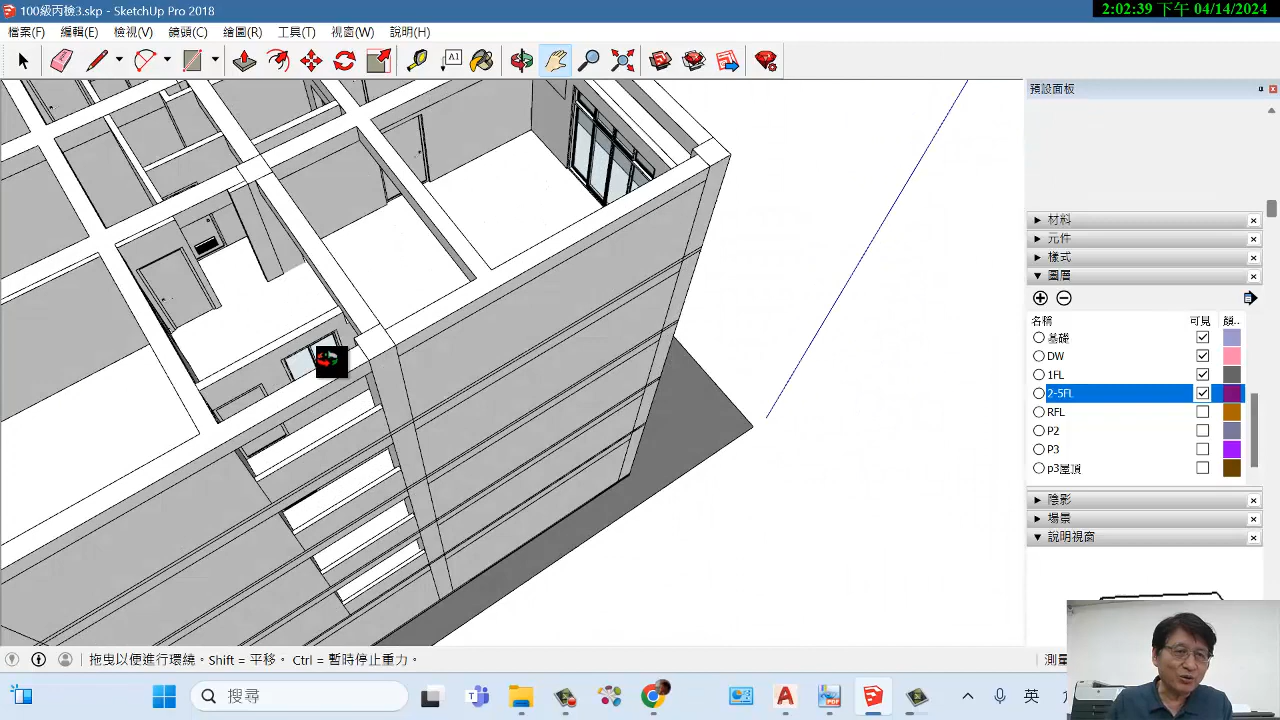 100級丙檢3.skp - SketchUp Pro 2018
2:02:39 下午 04/14/2024
檔案(F) 編輯(E) 檢視(V) 鏡頭(C) 繪圖(R) 工具(T) 視窗(W) 說明(H)
A1
預設面板
材料
元件
樣式
圖層
名稱 可見 顏..
基礎
DW
1FL
2-5FL
RFL
P2
P3
p3屋頂
陰影
場景
說明視窗
拖曳以便進行環繞。Shift = 平移。 Ctrl = 暫時停止重力。
測量
搜尋
英